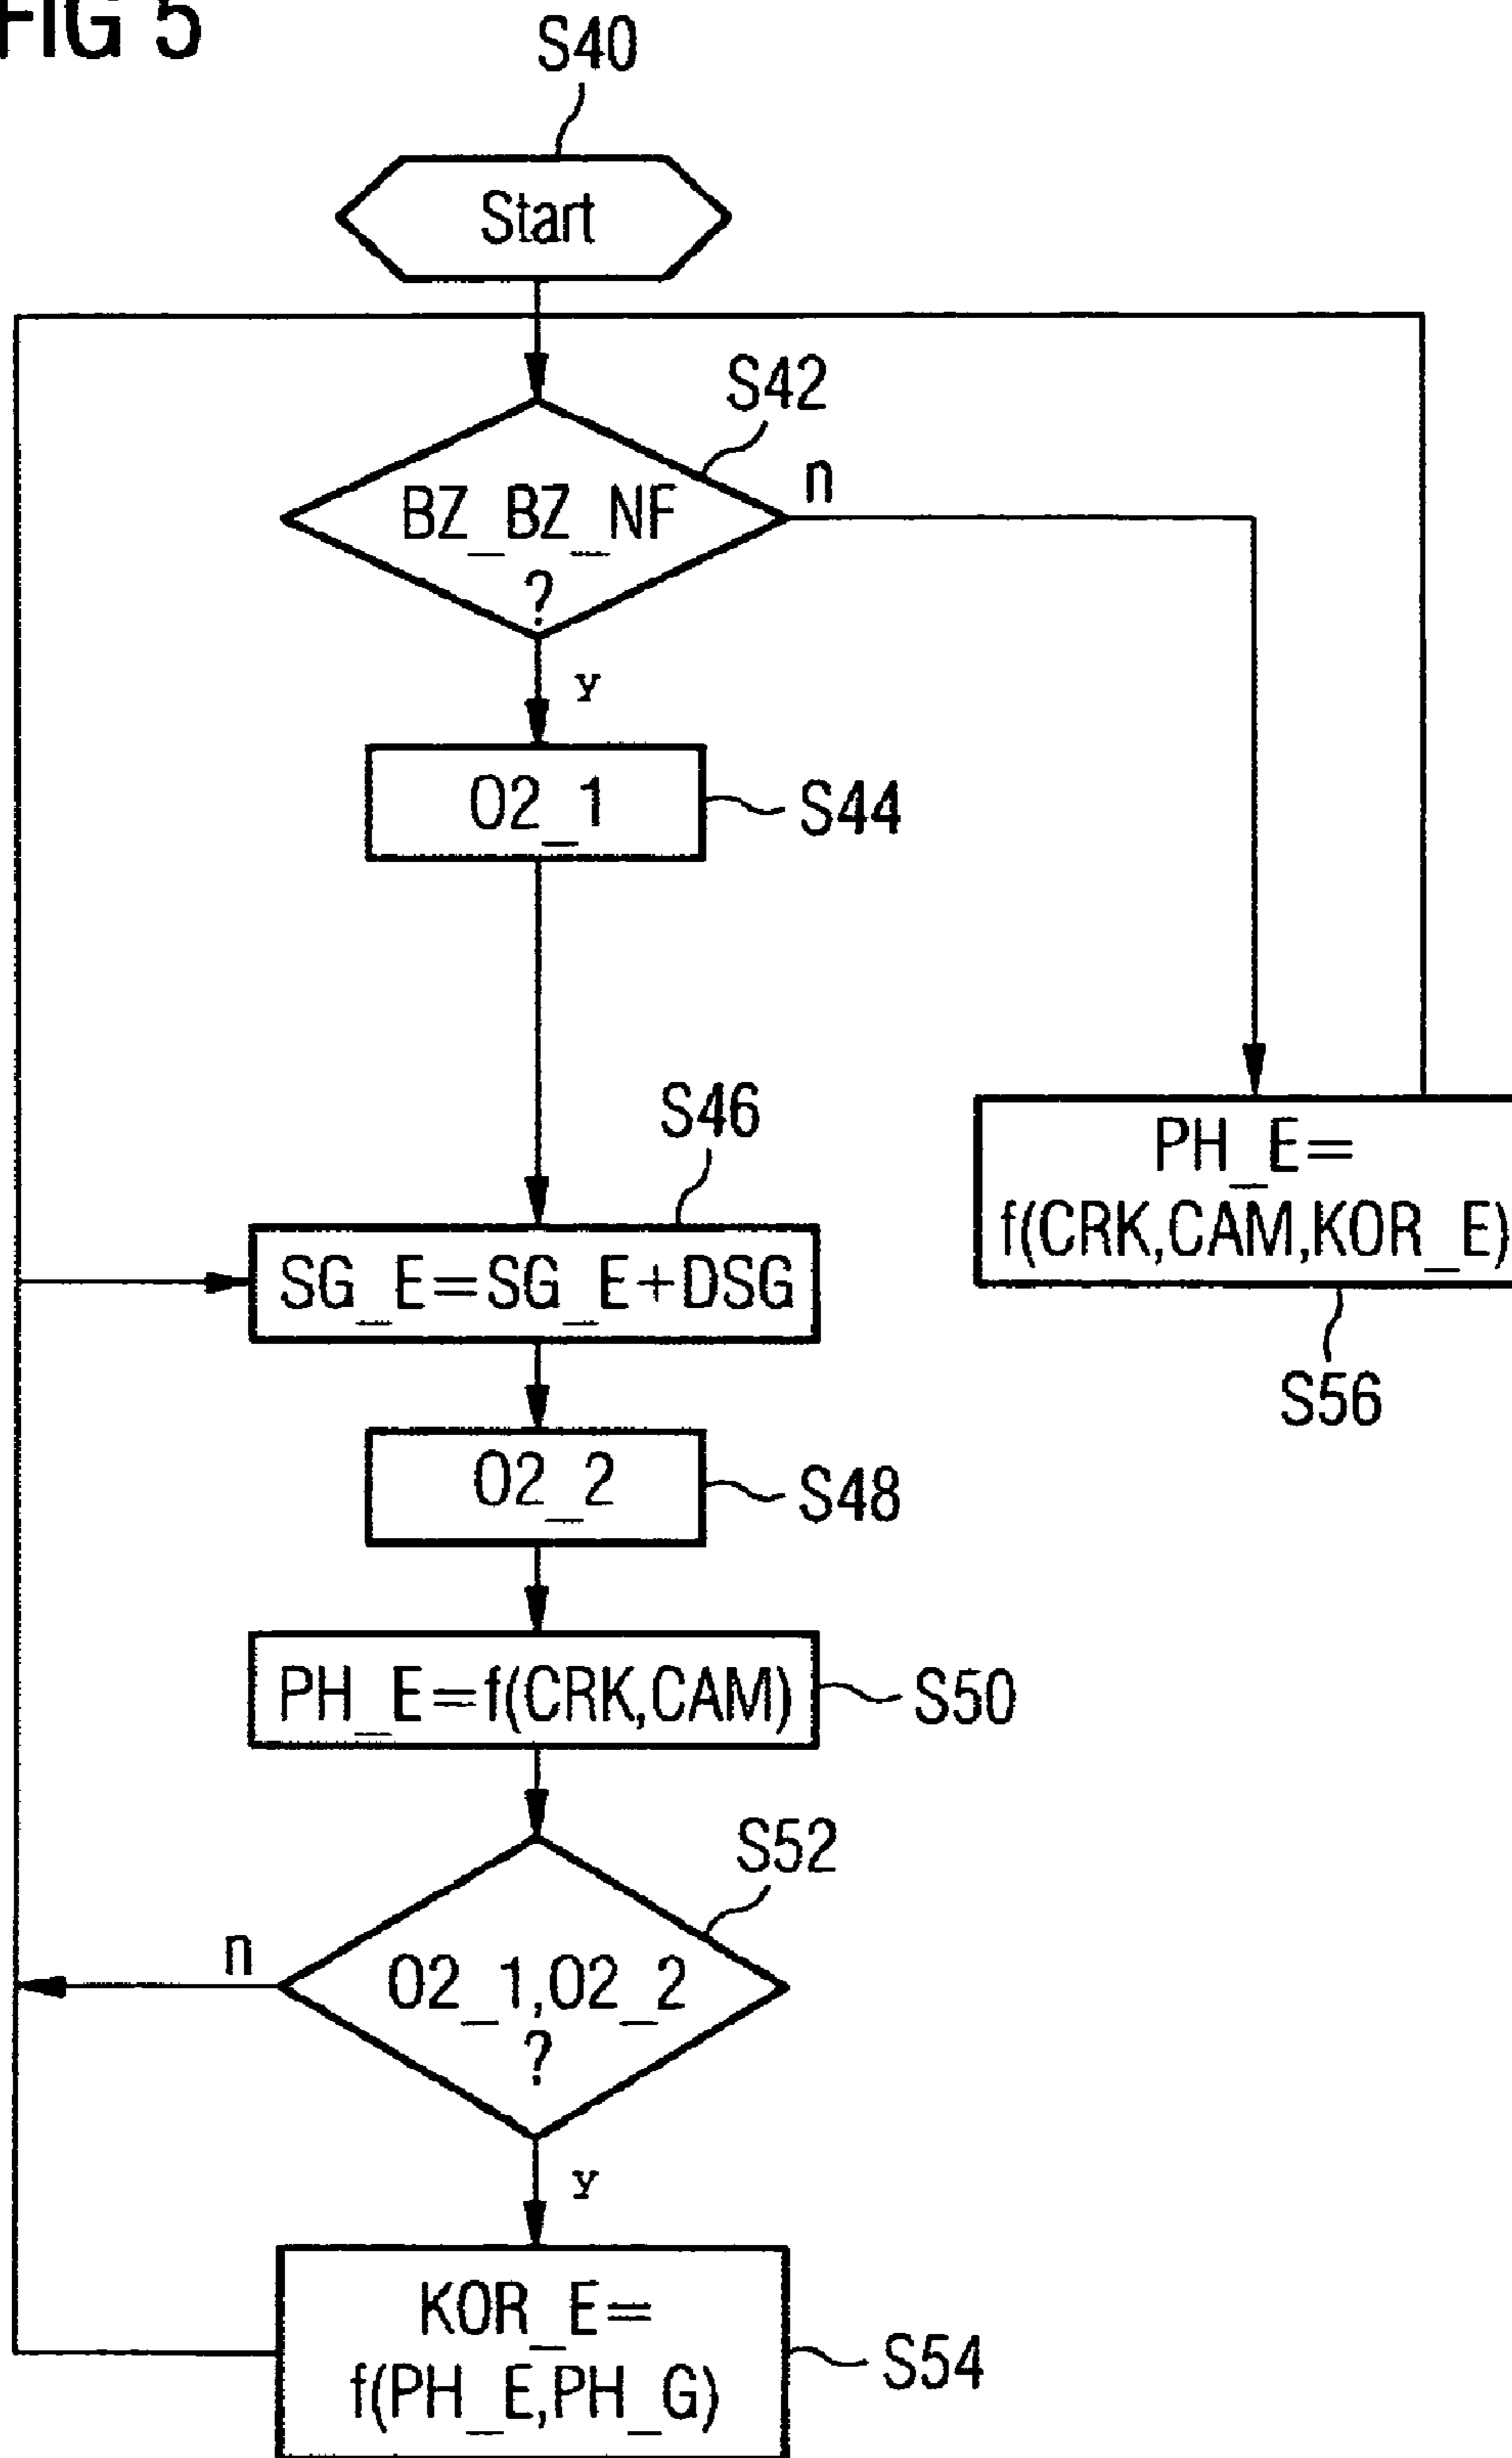 FIG 5
S40
Start
S42
BZ_BZ_NF
?
n
y
O2_1
S44
S46
SG_E=SG_E+DSG
PH_E=
f(CRK,CAM,KOR_E)
S56
O2_2
S48
PH_E=f(CRK,CAM)
S50
S52
n
O2_1,O2_2
?
y
KOR_E=
f(PH_E,PH_G)
S54